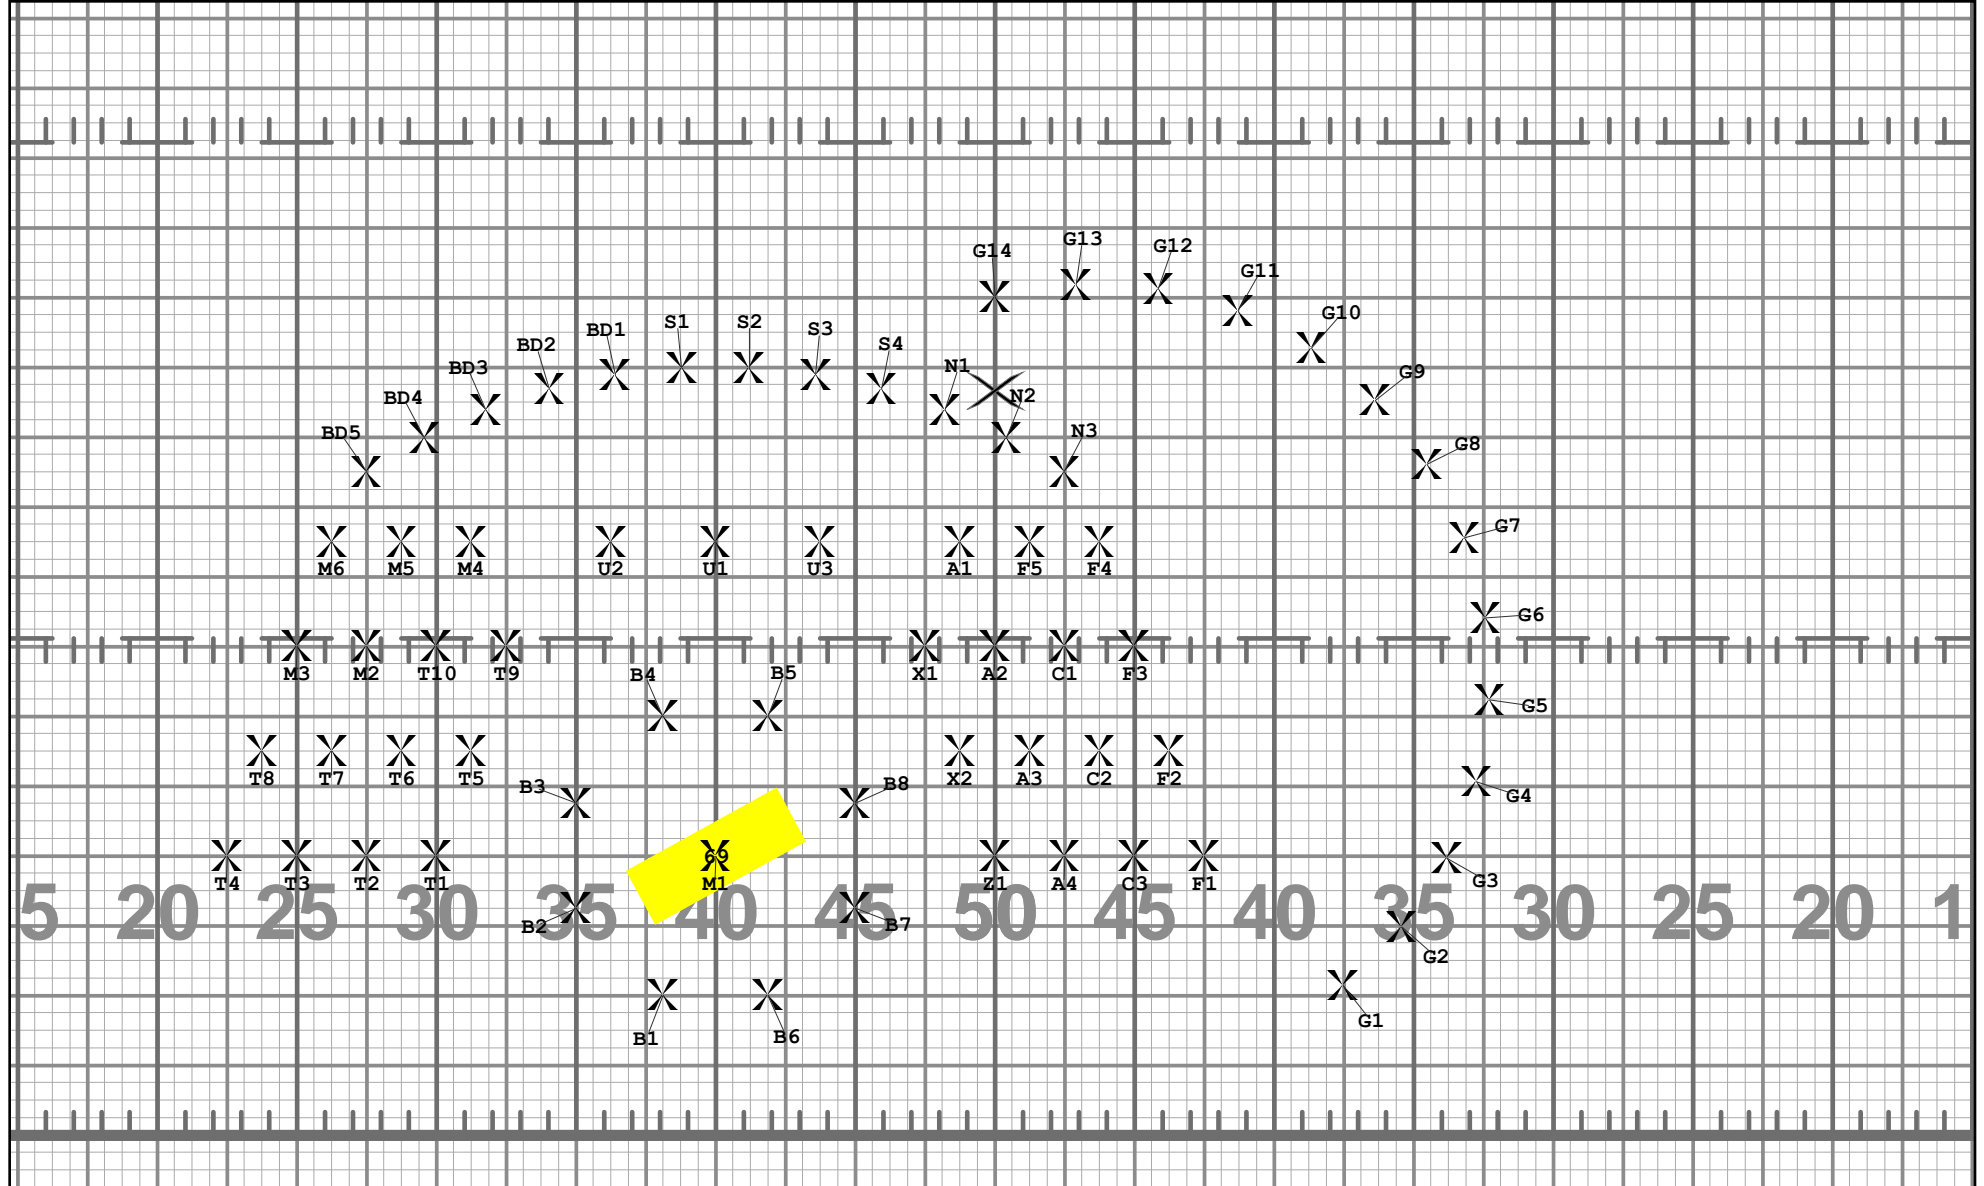 G13
G14 G12
G11
G10
S1 S2
BD1 S3
BD2 S4
BD3 N1 G9
BD4 N2
BD5 N3 G8
G7
M6 M5 M4 U2 U1 U3 A1 F5 F4
G6
M3 M2 T10 T9 B4 B5 X1 A2 C1 F3
G5
T8 T7 T6 T5 X2 A3 C2 F2
B3 B8 G4
69
T4 T3 T2 T1 M1 Z1 A4 C3 F1 G3
5 20 25 30 35 40 45 50 45 40 35 30 25 20 1
B2 B7
G2
G1
B1 B6